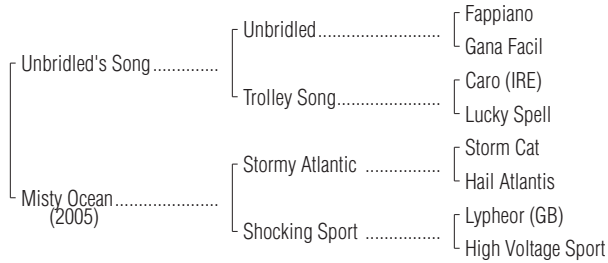 Fappiano
Unbridled..........................
Gana Facil
Unbridled's Song..............
Caro (IRE)
Trolley Song......................
Lucky Spell
Storm Cat
Stormy Atlantic ................
Hail Atlantis
Misty Ocean......................
(2005)
Lypheor (GB)
Shocking Sport ................
High Voltage Sport